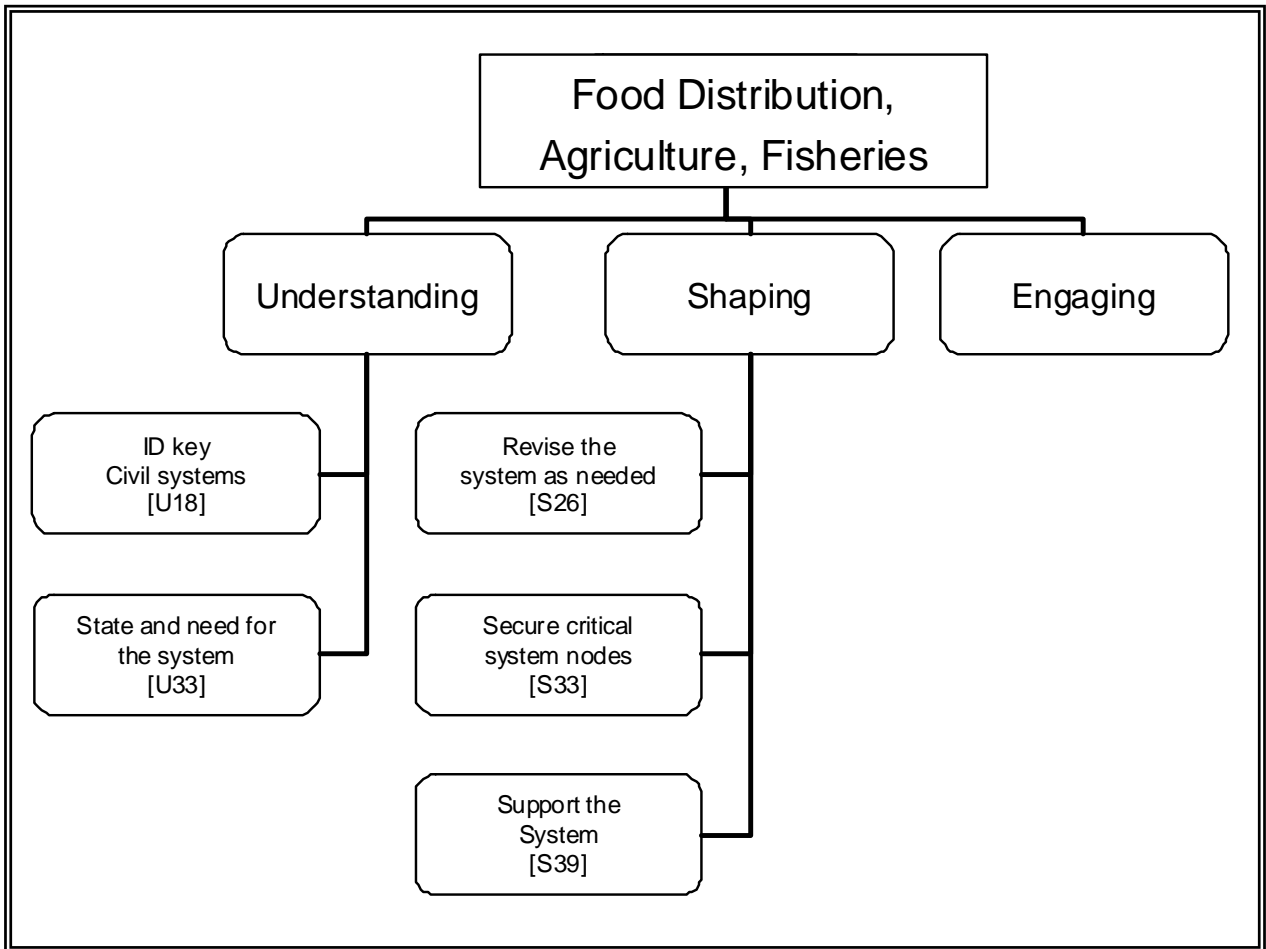 Food Distribution,
Agriculture, Fisheries
Understanding
Shaping
Engaging
ID key
Civil systems
[U18]
Revise the
system as needed
[S26]
State and need for
the system
[U33]
Secure critical
system nodes
[S33]
Support the
System
[S39]